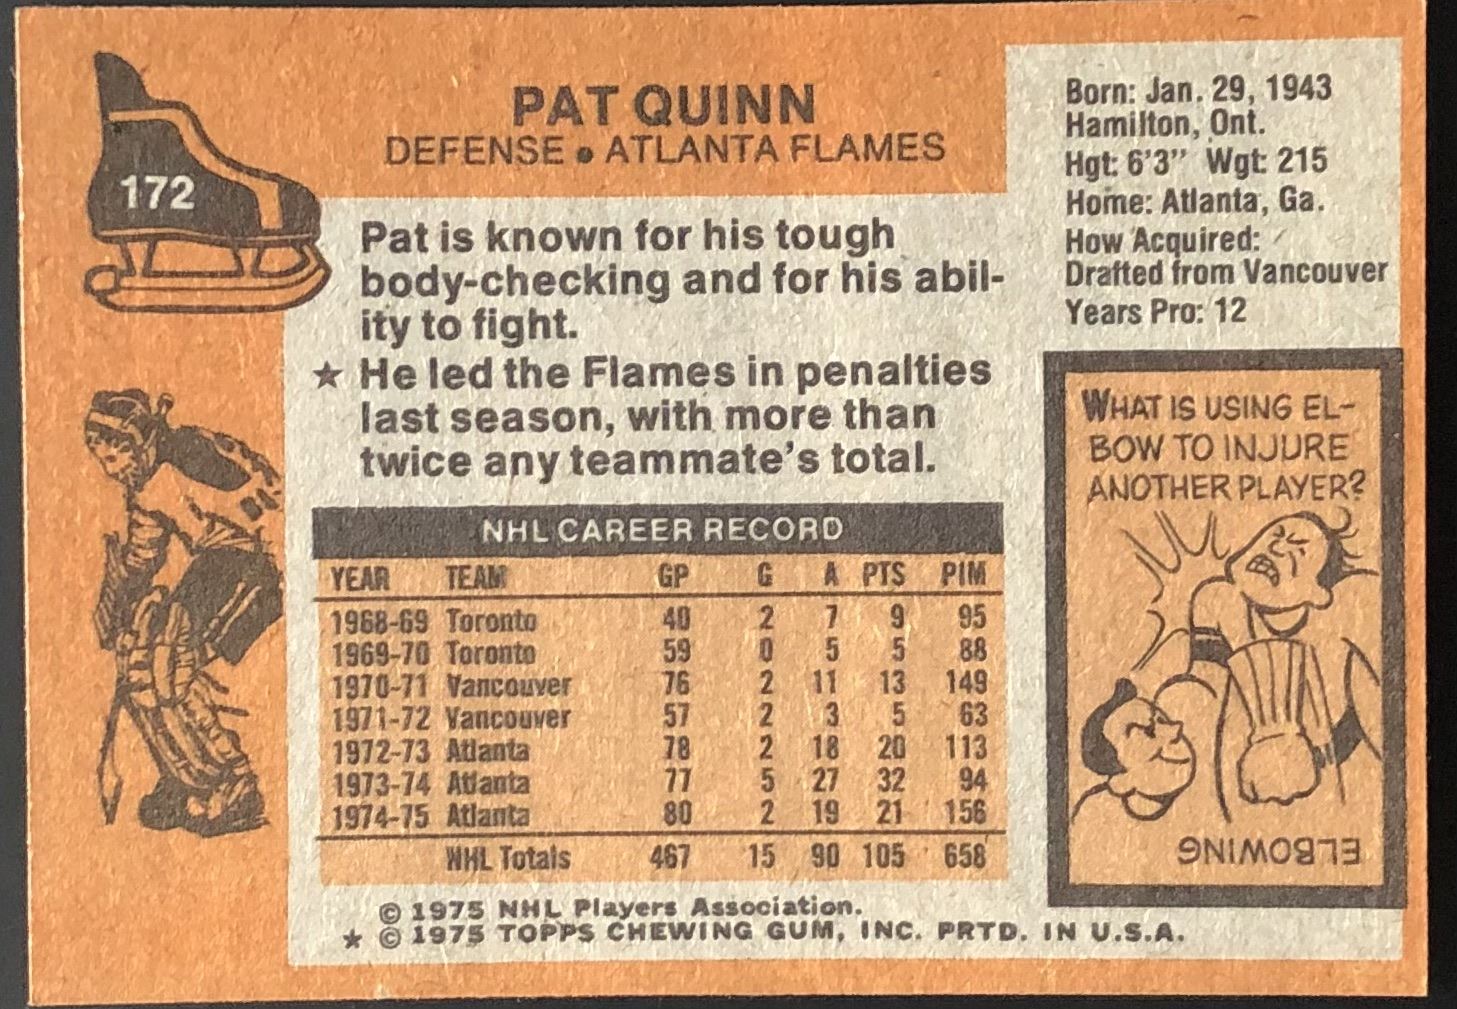 172
PAT QUINN
DEFENSE • ATLANTA FLAMES
Born: Jan. 29, 1943
Hamilton, Ont.
Hgt: 6'3" Wgt: 215
Home: Atlanta, Ga.
How Acquired:
Drafted from Vancouver
Years Pro: 12
Pat is known for his tough
body-checking and for his abil-
ity to fight.
★ He led the Flames in penalties
last season, with more than
twice any teammate's total.
NHL CAREER RECORD
YEAR TEAM GP G A PTS PIM
1968-69 Toronto 40 2 7 9 95
1969-70 Toronto 59 0 5 5 88
1970-71 Vancouver 76 2 11 13 149
1971-72 Vancouver 57 2 3 5 63
1972-73 Atlanta 78 2 18 20 113
1973-74 Atlanta 77 5 27 32 94
1974-75 Atlanta 80 2 19 21 156
NHL Totals 467 15 90 105 658
WHAT IS USING EL-
BOW TO INJURE
ANOTHER PLAYER?
ELBOWING
© 1975 NHL Players Association.
★ © 1975 TOPPS CHEWING GUM, INC. PRTD. IN U.S.A.